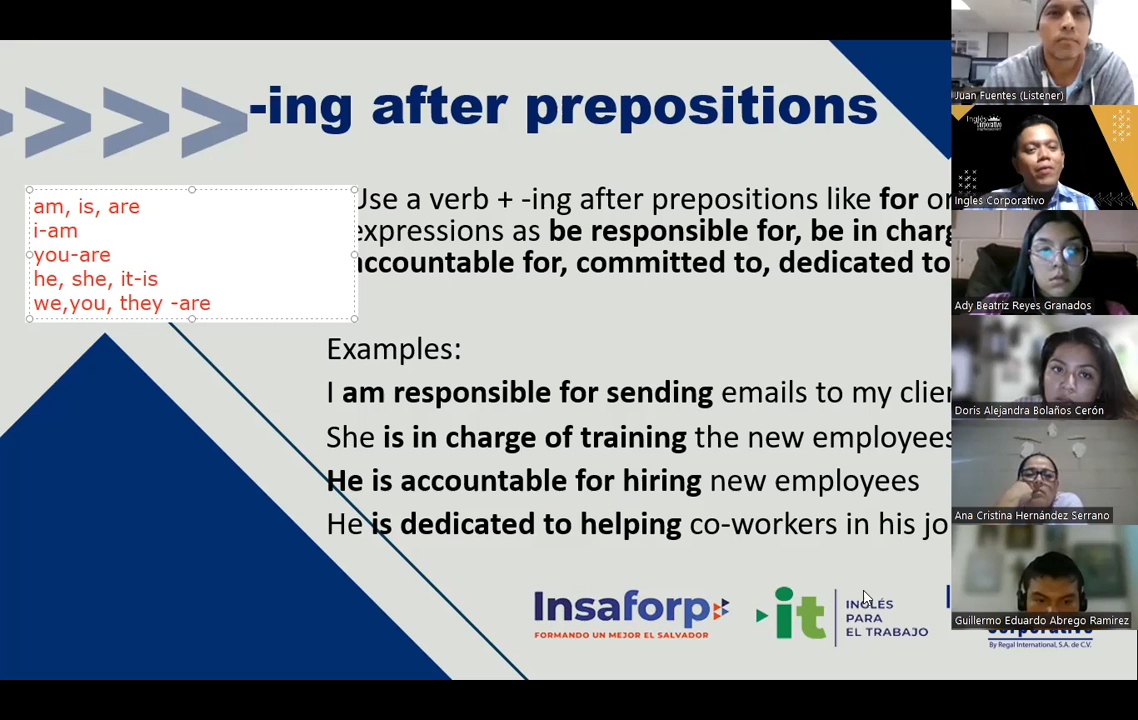 -ing after prepositions
am, is, are
i-am
you-are
he, she, it-is
we,you, they -are
Use a verb + -ing after prepositions like for or
expressions as be responsible for, be in charg
accountable for, committed to, dedicated to
Examples:
I am responsible for sending emails to my clien
She is in charge of training the new employees
He is accountable for hiring new employees
He is dedicated to helping co-workers in his jo
Insaforp
FORMANDO UN MEJOR EL SALVADOR
it
INGLÉS
PARA
EL TRABAJO
By Regal International, S.A. de C.V.
Juan Fuentes (Listener)
Inglés Corporativo
Ady Beatriz Reyes Granados
Doris Alejandra Bolaños Cerón
Ana Cristina Hernández Serrano
Guillermo Eduardo Abrego Ramirez